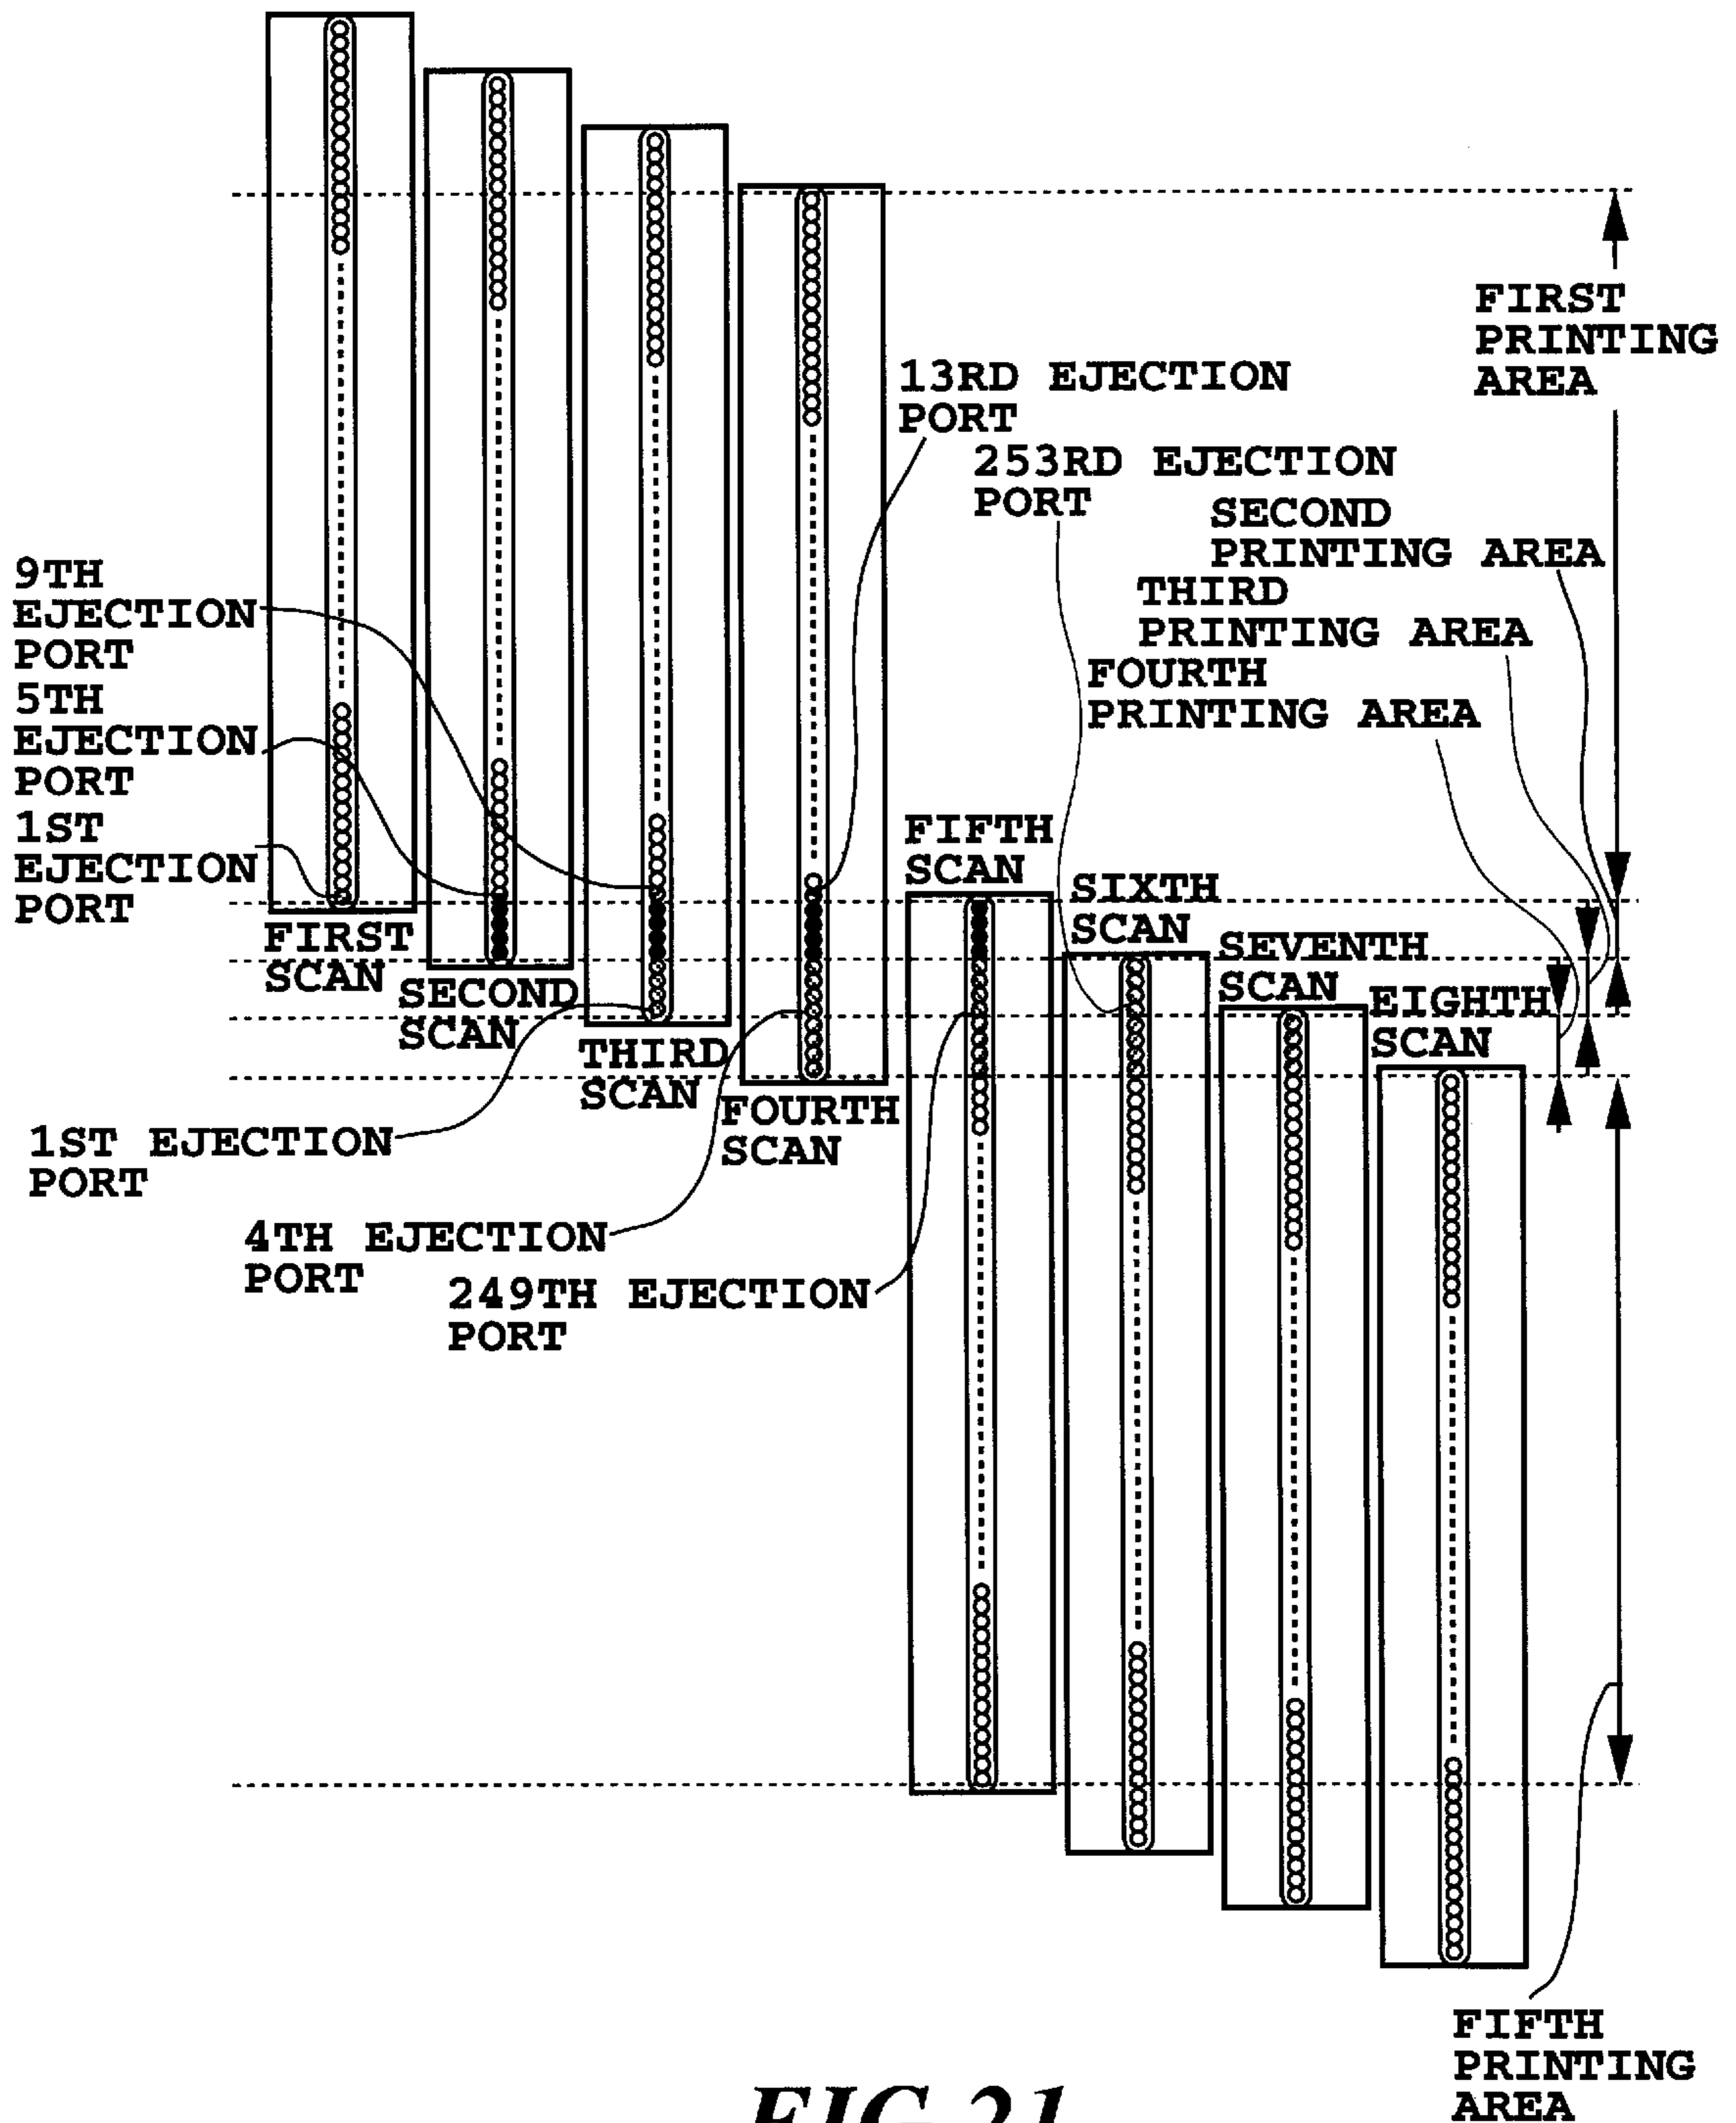 FIRST
PRINTING
AREA
13RD EJECTION
PORT
253RD EJECTION
PORT
SECOND
PRINTING AREA
THIRD
PRINTING AREA
FOURTH
PRINTING AREA
9TH
EJECTION
PORT
5TH
EJECTION
PORT
1ST
EJECTION
PORT
FIRST
SCAN
SECOND
SCAN
THIRD
SCAN
FOURTH
SCAN
FIFTH
SCAN
SIXTH
SCAN
SEVENTH
SCAN
EIGHTH
SCAN
1ST EJECTION
PORT
4TH EJECTION
PORT
249TH EJECTION
PORT
FIFTH
PRINTING
AREA
FIG.21